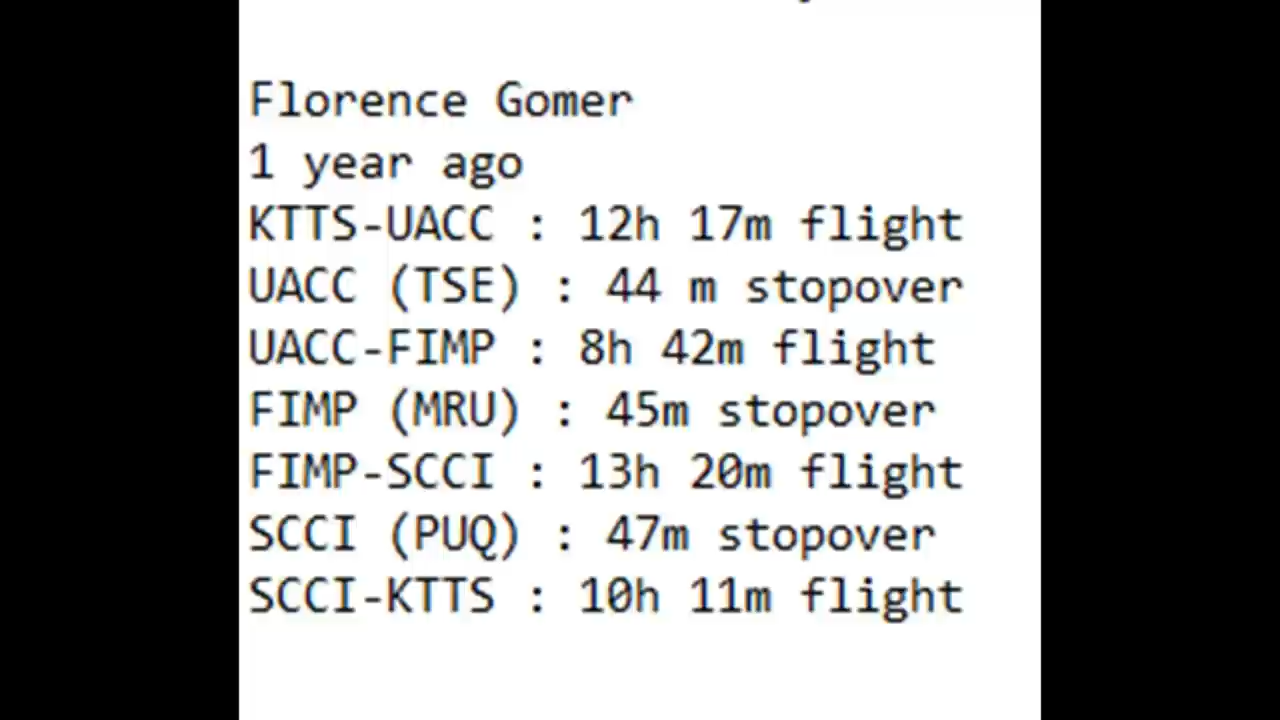 Florence Gomer
1 year ago
KTTS-UACC : 12h 17m flight
UACC (TSE) : 44 m stopover
UACC-FIMP : 8h 42m flight
FIMP (MRU) : 45m stopover
FIMP-SCCI : 13h 20m flight
SCCI (PUQ) : 47m stopover
SCCI-KTTS : 10h 11m flight